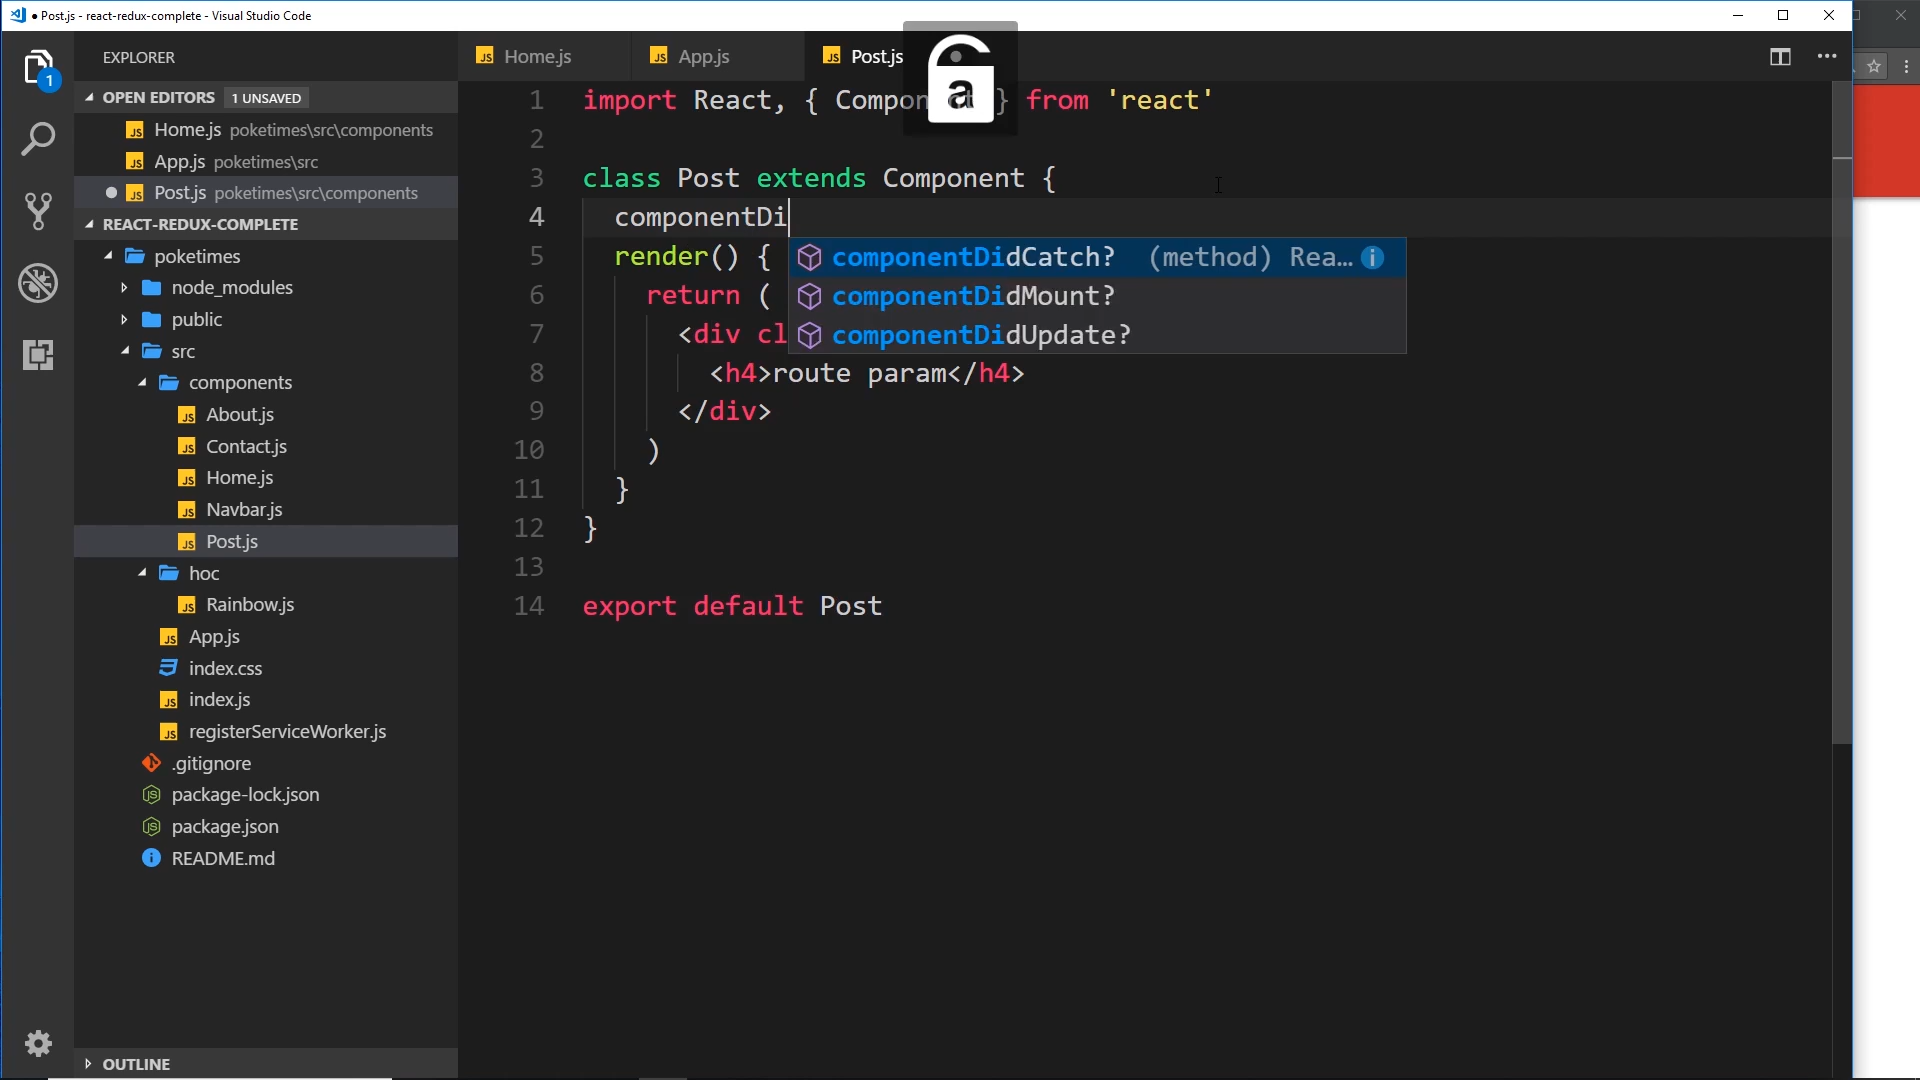 Post.js - react-redux-complete - Visual Studio Code
EXPLORER
OPEN EDITORS 1 UNSAVED
Home.js poketimes\src\components
App.js poketimes\src
Post.js poketimes\src\components
REACT-REDUX-COMPLETE
poketimes
node_modules
public
src
components
About.js
Contact.js
Home.js
Navbar.js
Post.js
hoc
Rainbow.js
App.js
index.css
index.js
registerServiceWorker.js
.gitignore
package-lock.json
package.json
README.md
OUTLINE
1
Home.js App.js Post.js
a
1 import React, { Compon } from 'react'
2
3 class Post extends Component {
4 componentDi
5 render() {
6 return (
7 <div cl
8 <h4>route param</h4>
9 </div>
10 )
11 }
12 }
13
14 export default Post
componentDidCatch? (method) Rea...
componentDidMount?
componentDidUpdate?